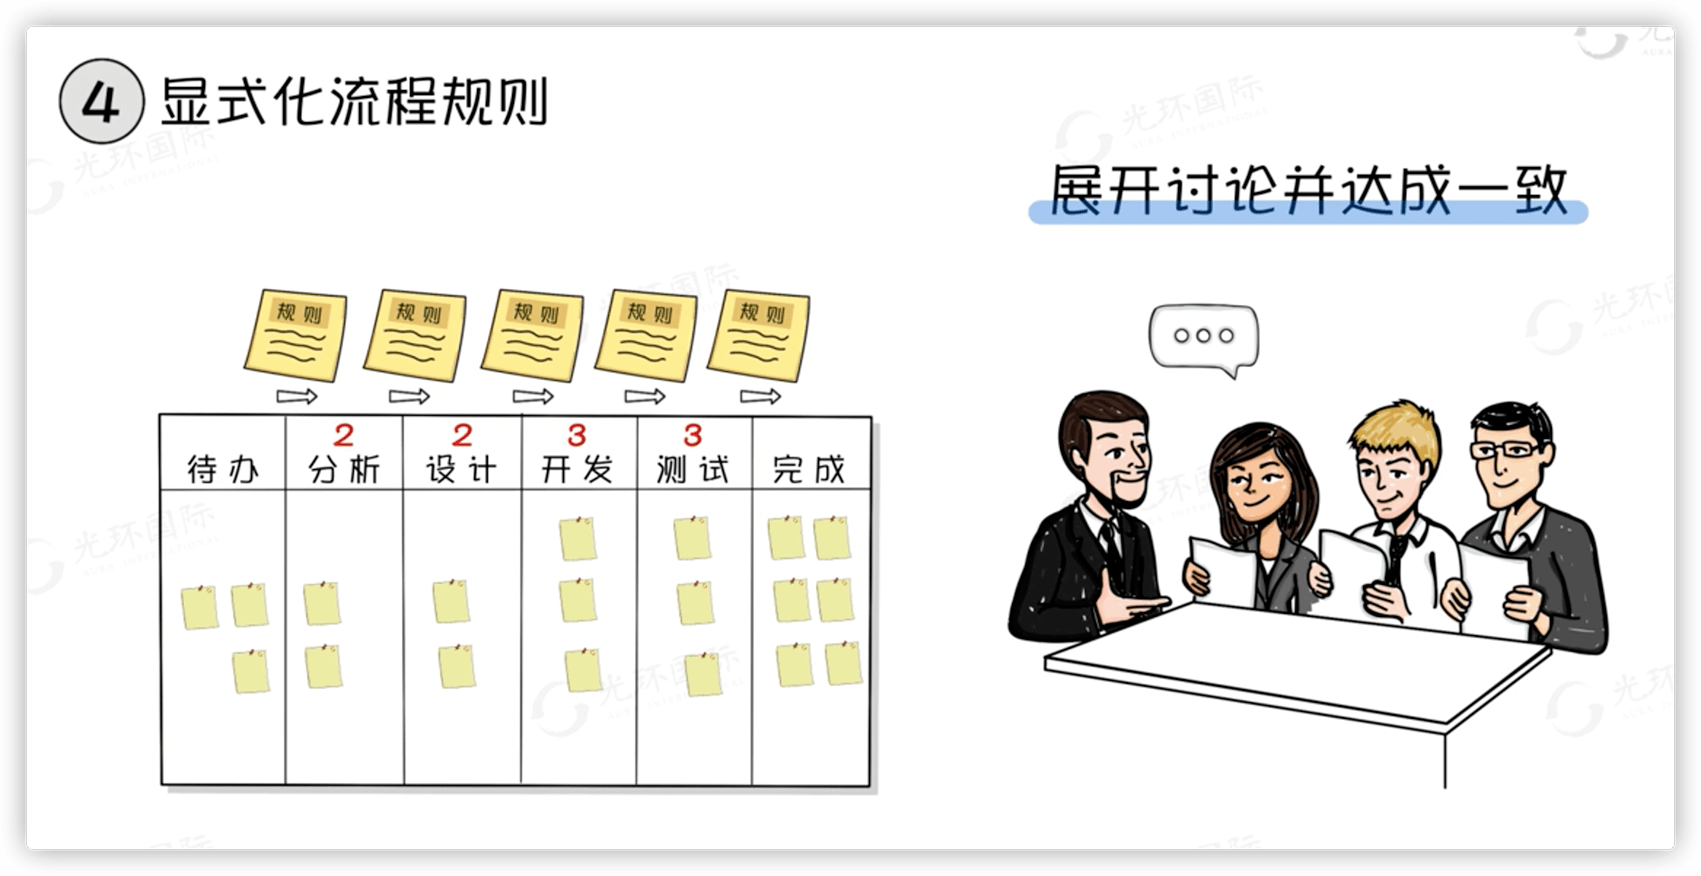 4 显式化流程规则
展开讨论并达成一致
规则 规则 规则 规则 规则
2 2 3 3
待办 分析 设计 开发 测试 完成
光环国际
AURA INTERNATIONAL